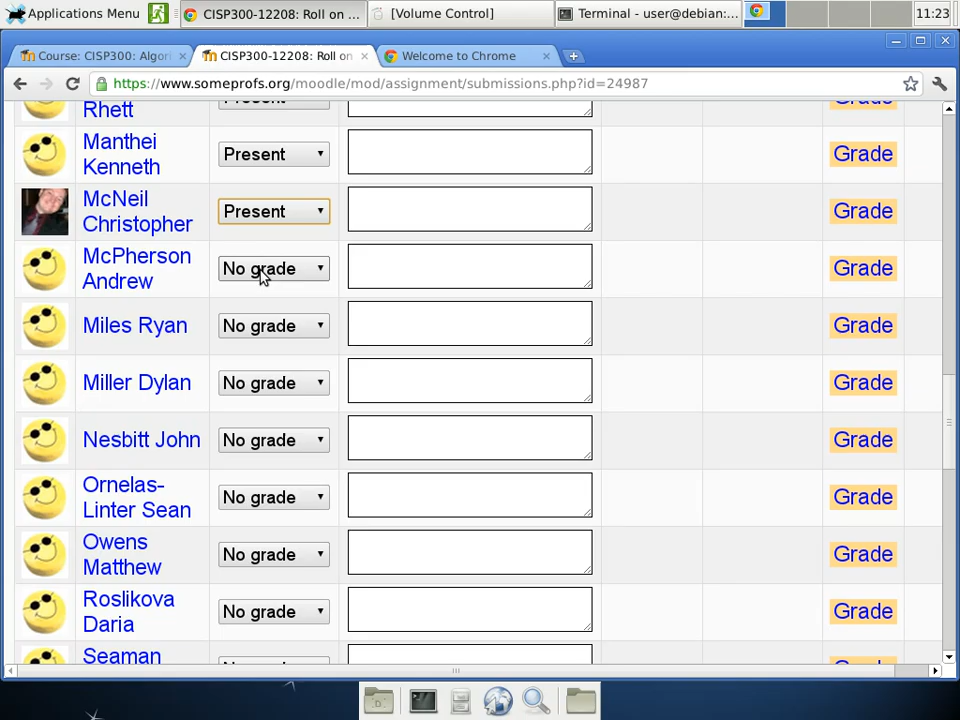 Applications Menu
CISP300-12208: Roll on ...
[Volume Control]
Terminal - user@debian:...
11:23
Course: CISP300: Algori
CISP300-12208: Roll on
Welcome to Chrome
https://www.someprofs.org/moodle/mod/assignment/submissions.php?id=24987
Rhett
Present
Grade
Manthei
Kenneth
Present
Grade
McNeil
Christopher
Present
Grade
McPherson
Andrew
No grade
Grade
Miles Ryan
No grade
Grade
Miller Dylan
No grade
Grade
Nesbitt John
No grade
Grade
Ornelas-
Linter Sean
No grade
Grade
Owens
Matthew
No grade
Grade
Roslikova
Daria
No grade
Grade
Seaman